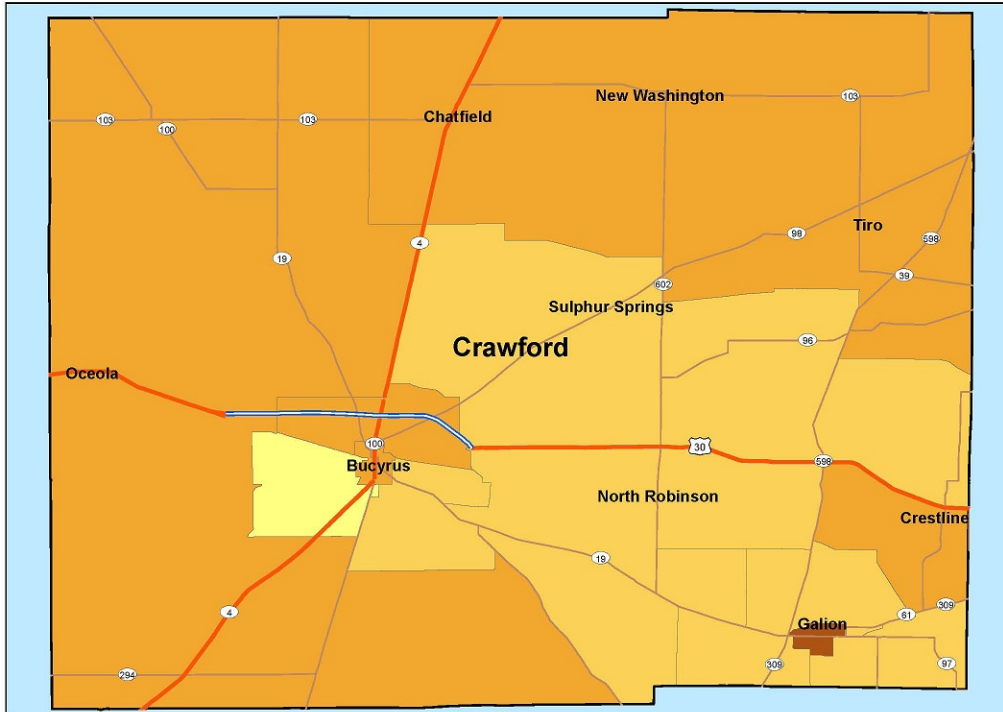 New Washington
103
103
103
100
Chatfield
Tiro
98
598
4
19
39
602
Sulphur Springs
96
Crawford
Oceola
100
30
598
Bucyrus
North Robinson
Crestline
19
309
4
61
Galion
309
97
294